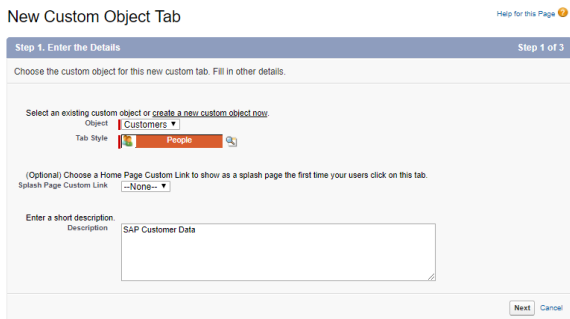 New Custom Object Tab
Help for this Page
Step 1. Enter the Details
Step 1 of 3
Choose the custom object for this new custom tab. Fill in other details.
Select an existing custom object or create a new custom object now.
Object Customers
Tab Style People
(Optional) Choose a Home Page Custom Link to show as a splash page the first time your users click on this tab.
Splash Page Custom Link --None--
Enter a short description.
Description SAP Customer Data
Next Cancel